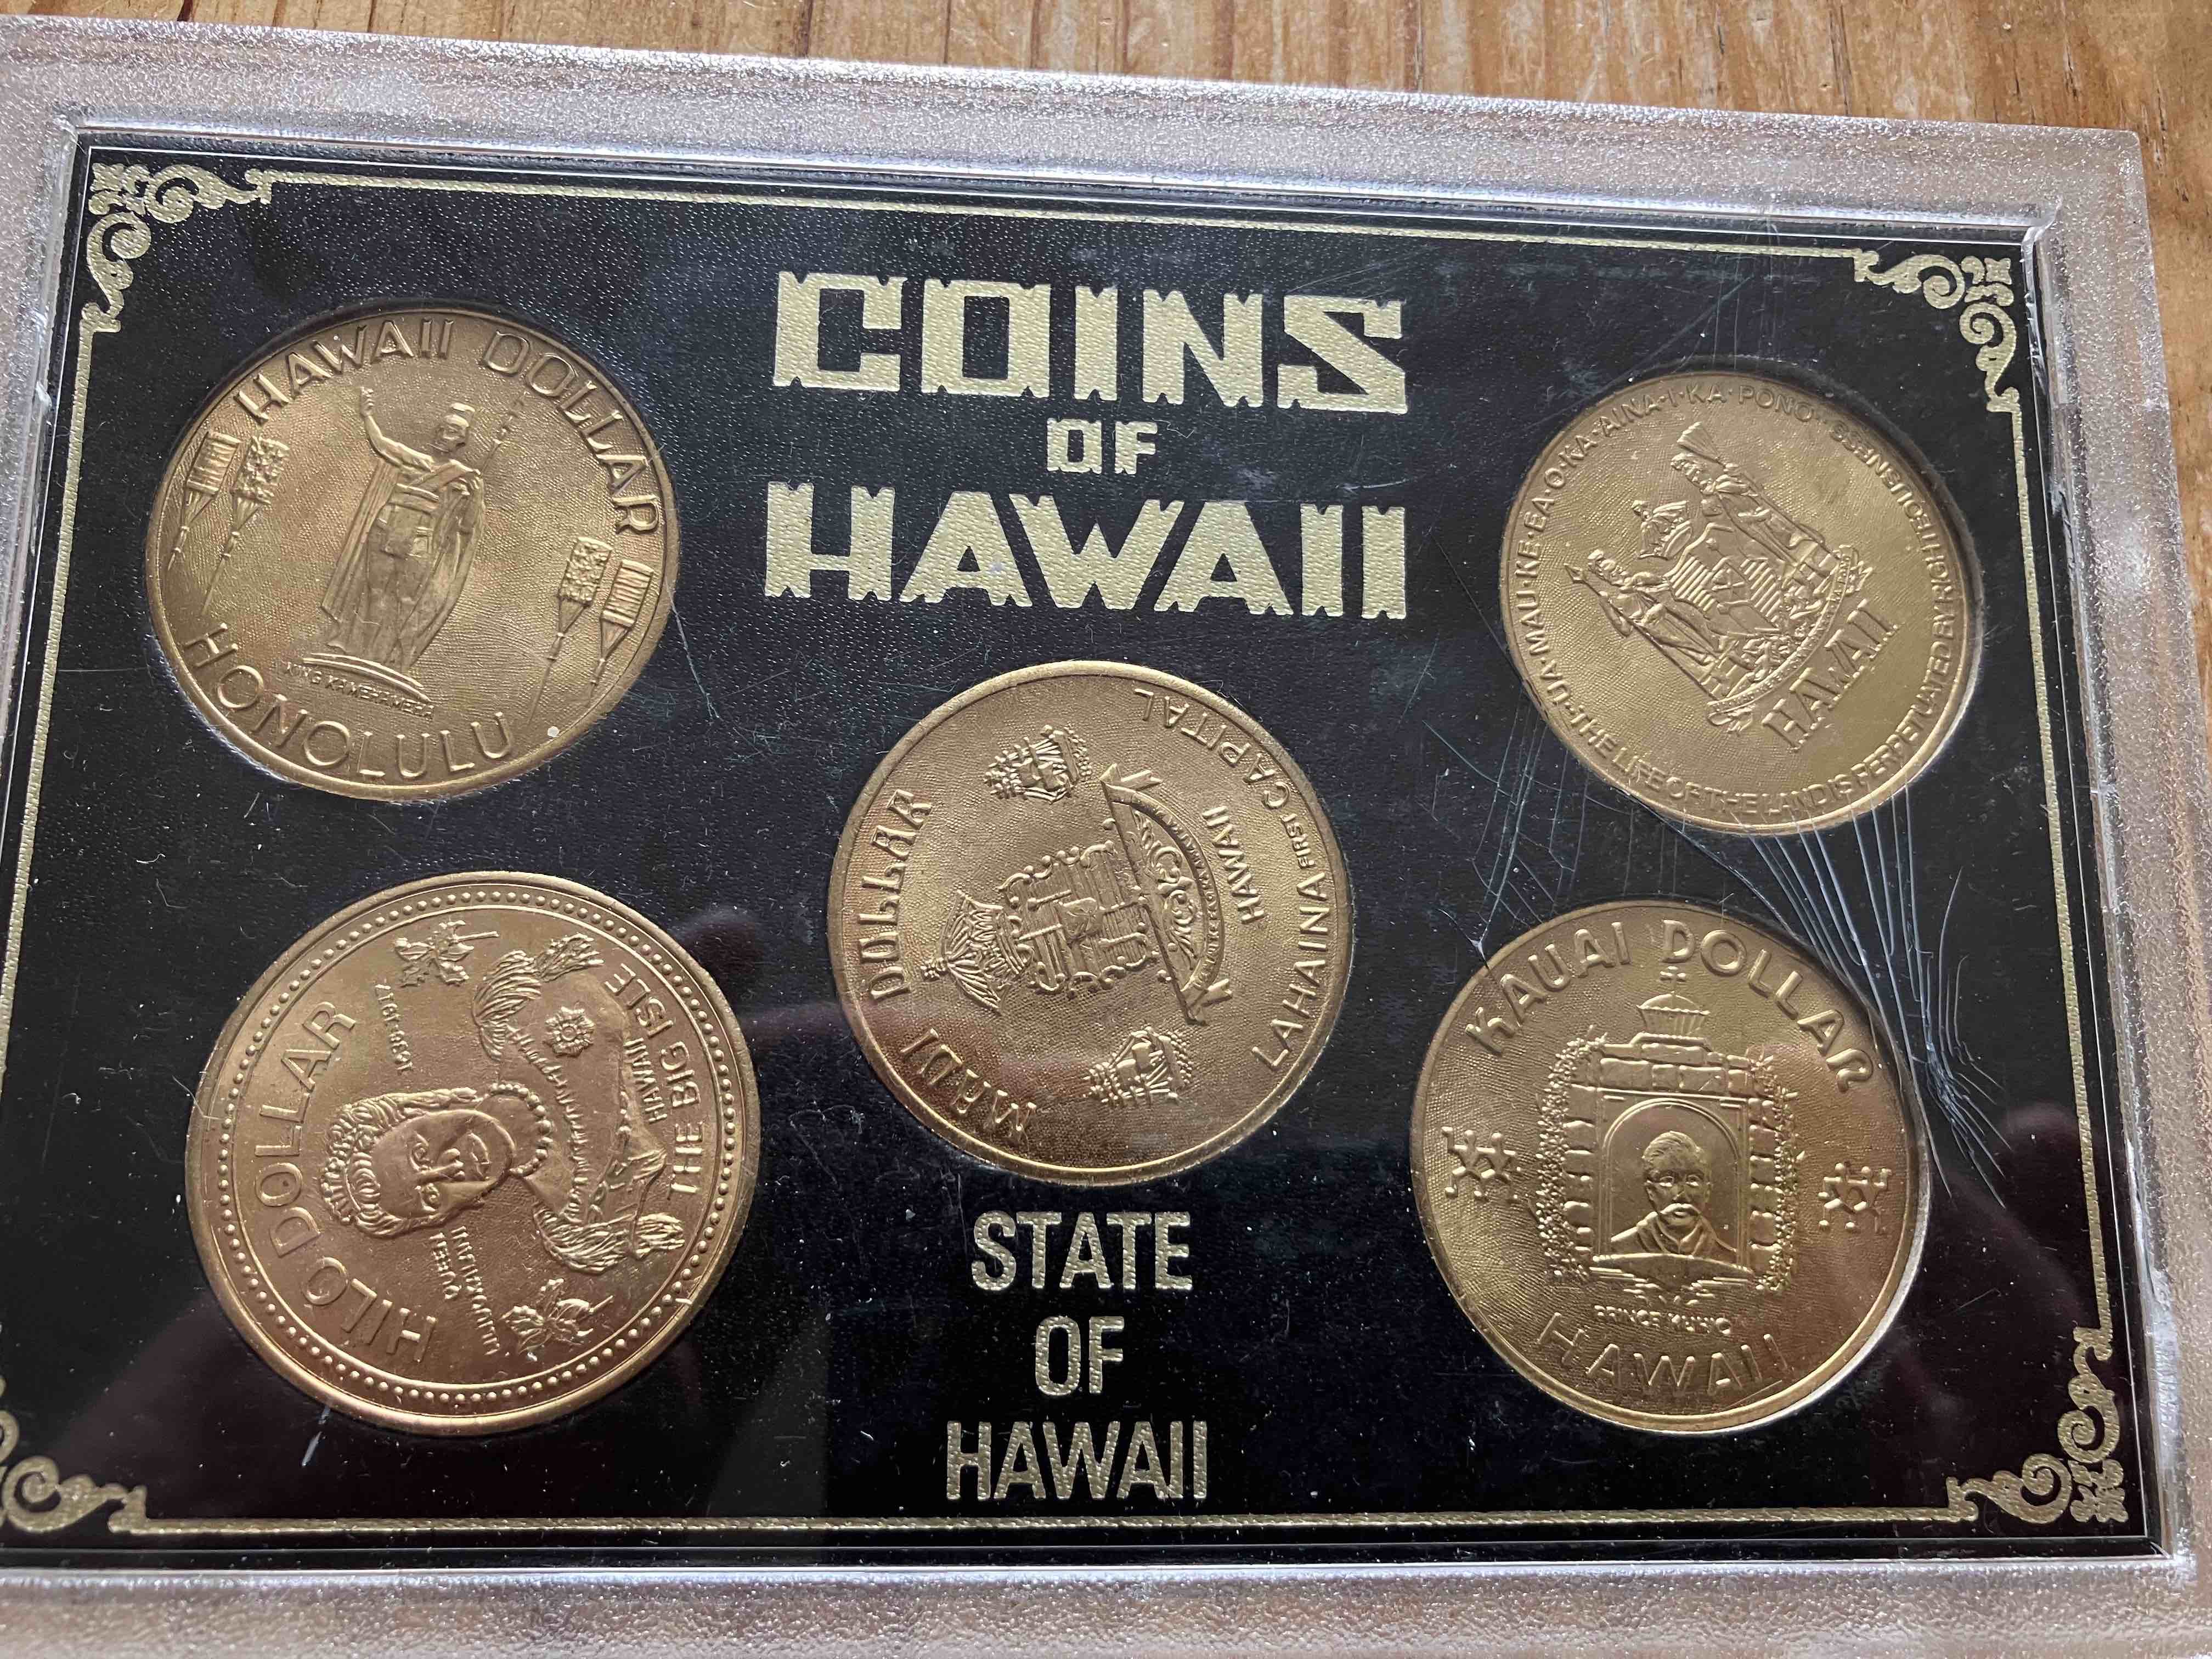 COINS
OF
HAWAII
HAWAII DOLLAR
KING KAMEHAMEHA
HONOLULU
UA·MAU·KE·EA·O·KA·AINA·I·KA·PONO
THE LIFE OF THE LAND IS PERPETUATED BY RIGHTEOUSNESS
HAWAII
MAUI DOLLAR
HAWAII
LAHAINA FIRST CAPITAL
HILO DOLLAR
QUEEN
HAWAII
THE BIG ISLE
KAUAI DOLLAR
PRINCE KUHIO
HAWAII
STATE
OF
HAWAII